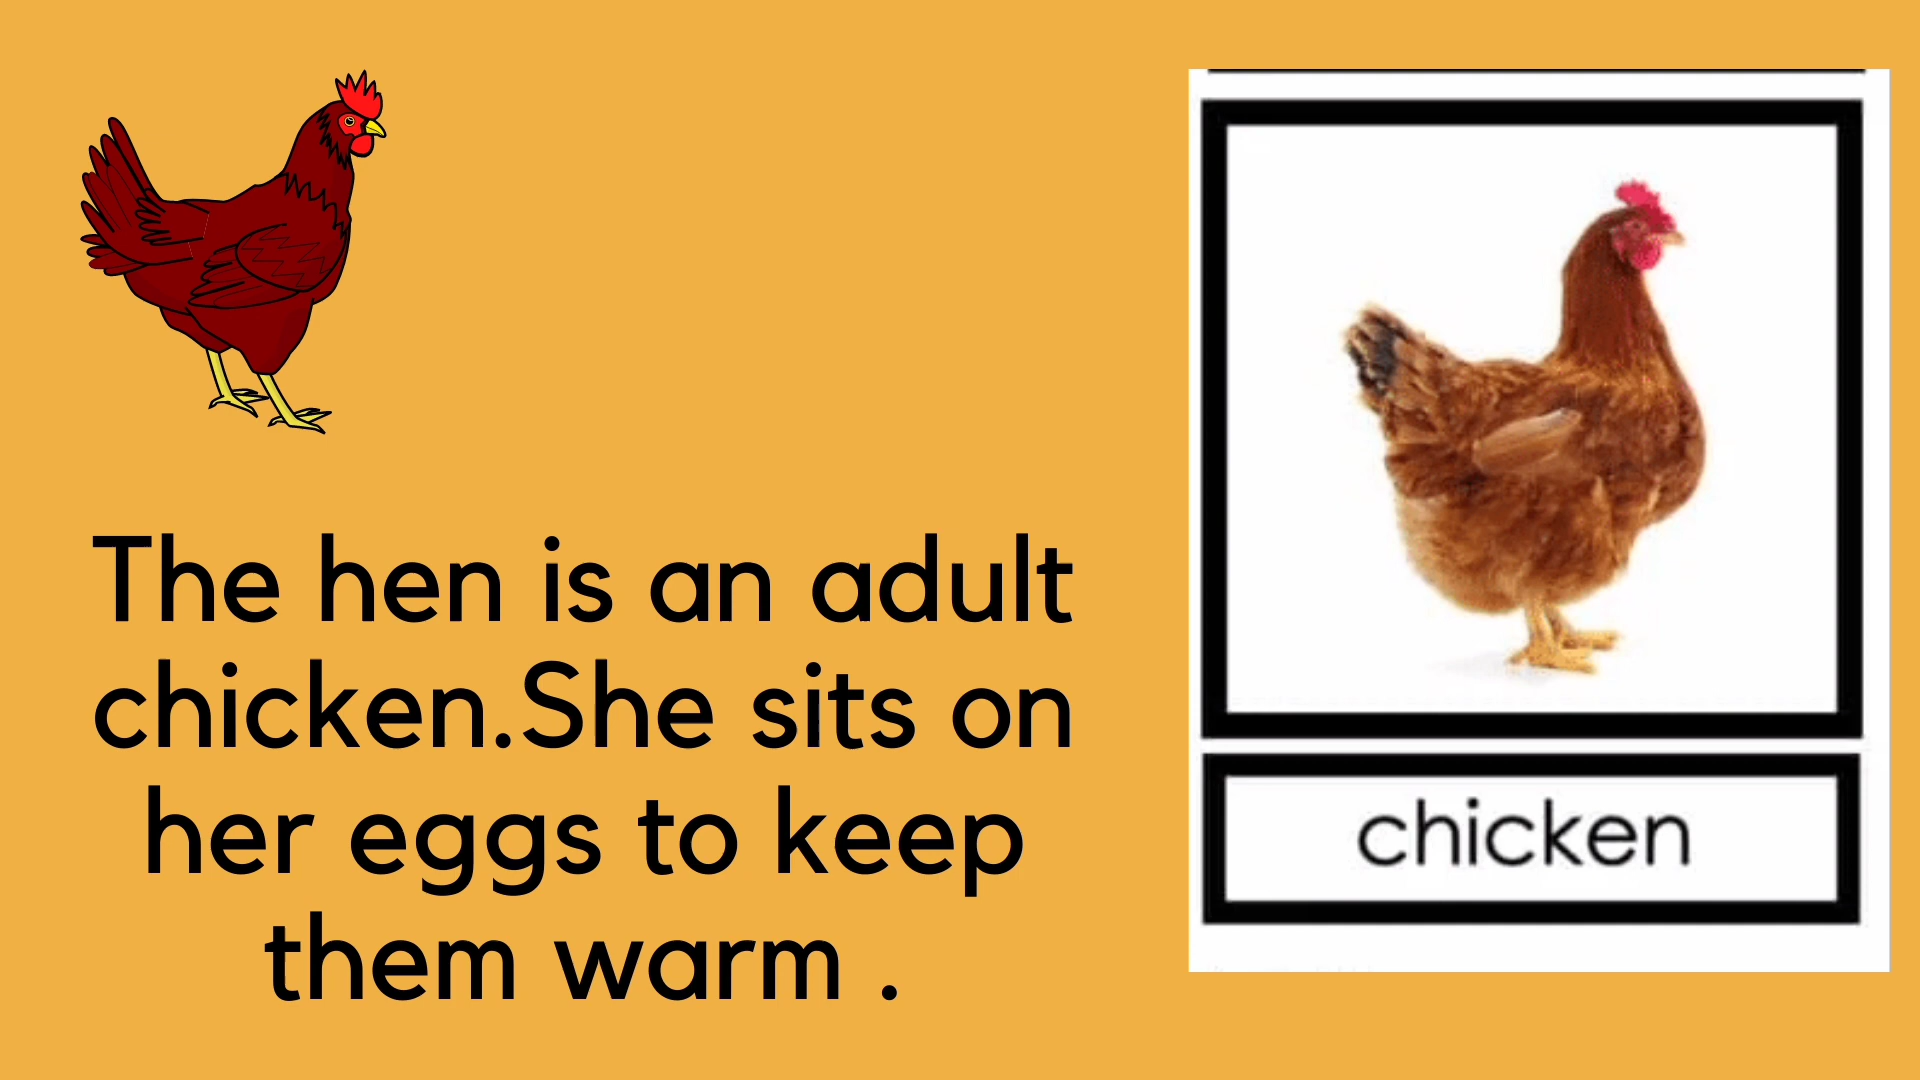 The hen is an adult
chicken.She sits on
her eggs to keep
them warm .
chicken